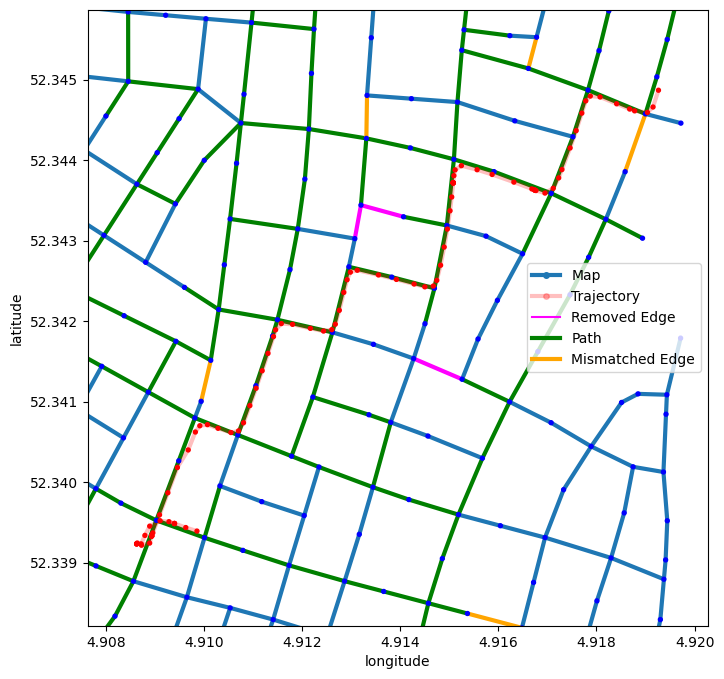 52.345
52.344
52.343
52.342
52.341
52.340
52.339
latitude
4.908 4.910 4.912 4.914 4.916 4.918 4.920
longitude
Map
Trajectory
Removed Edge
Path
Mismatched Edge